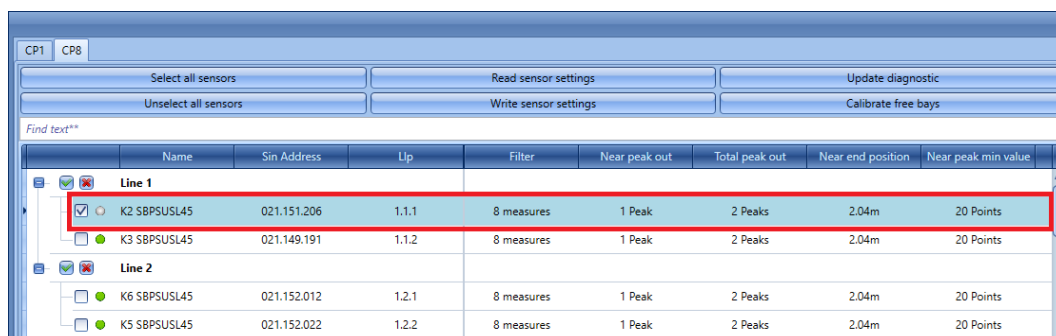 CP1 CP8
Select all sensors Read sensor settings Update diagnostic
Unselect all sensors Write sensor settings Calibrate free bays
Find text**
Name Sin Address Llp Filter Near peak out Total peak out Near end position Near peak min value
Line 1
K2 SBPSUSL45 021.151.206 1.1.1 8 measures 1 Peak 2 Peaks 2.04m 20 Points
K3 SBPSUSL45 021.149.191 1.1.2 8 measures 1 Peak 2 Peaks 2.04m 20 Points
Line 2
K6 SBPSUSL45 021.152.012 1.2.1 8 measures 1 Peak 2 Peaks 2.04m 20 Points
K5 SBPSUSL45 021.152.022 1.2.2 8 measures 1 Peak 2 Peaks 2.04m 20 Points